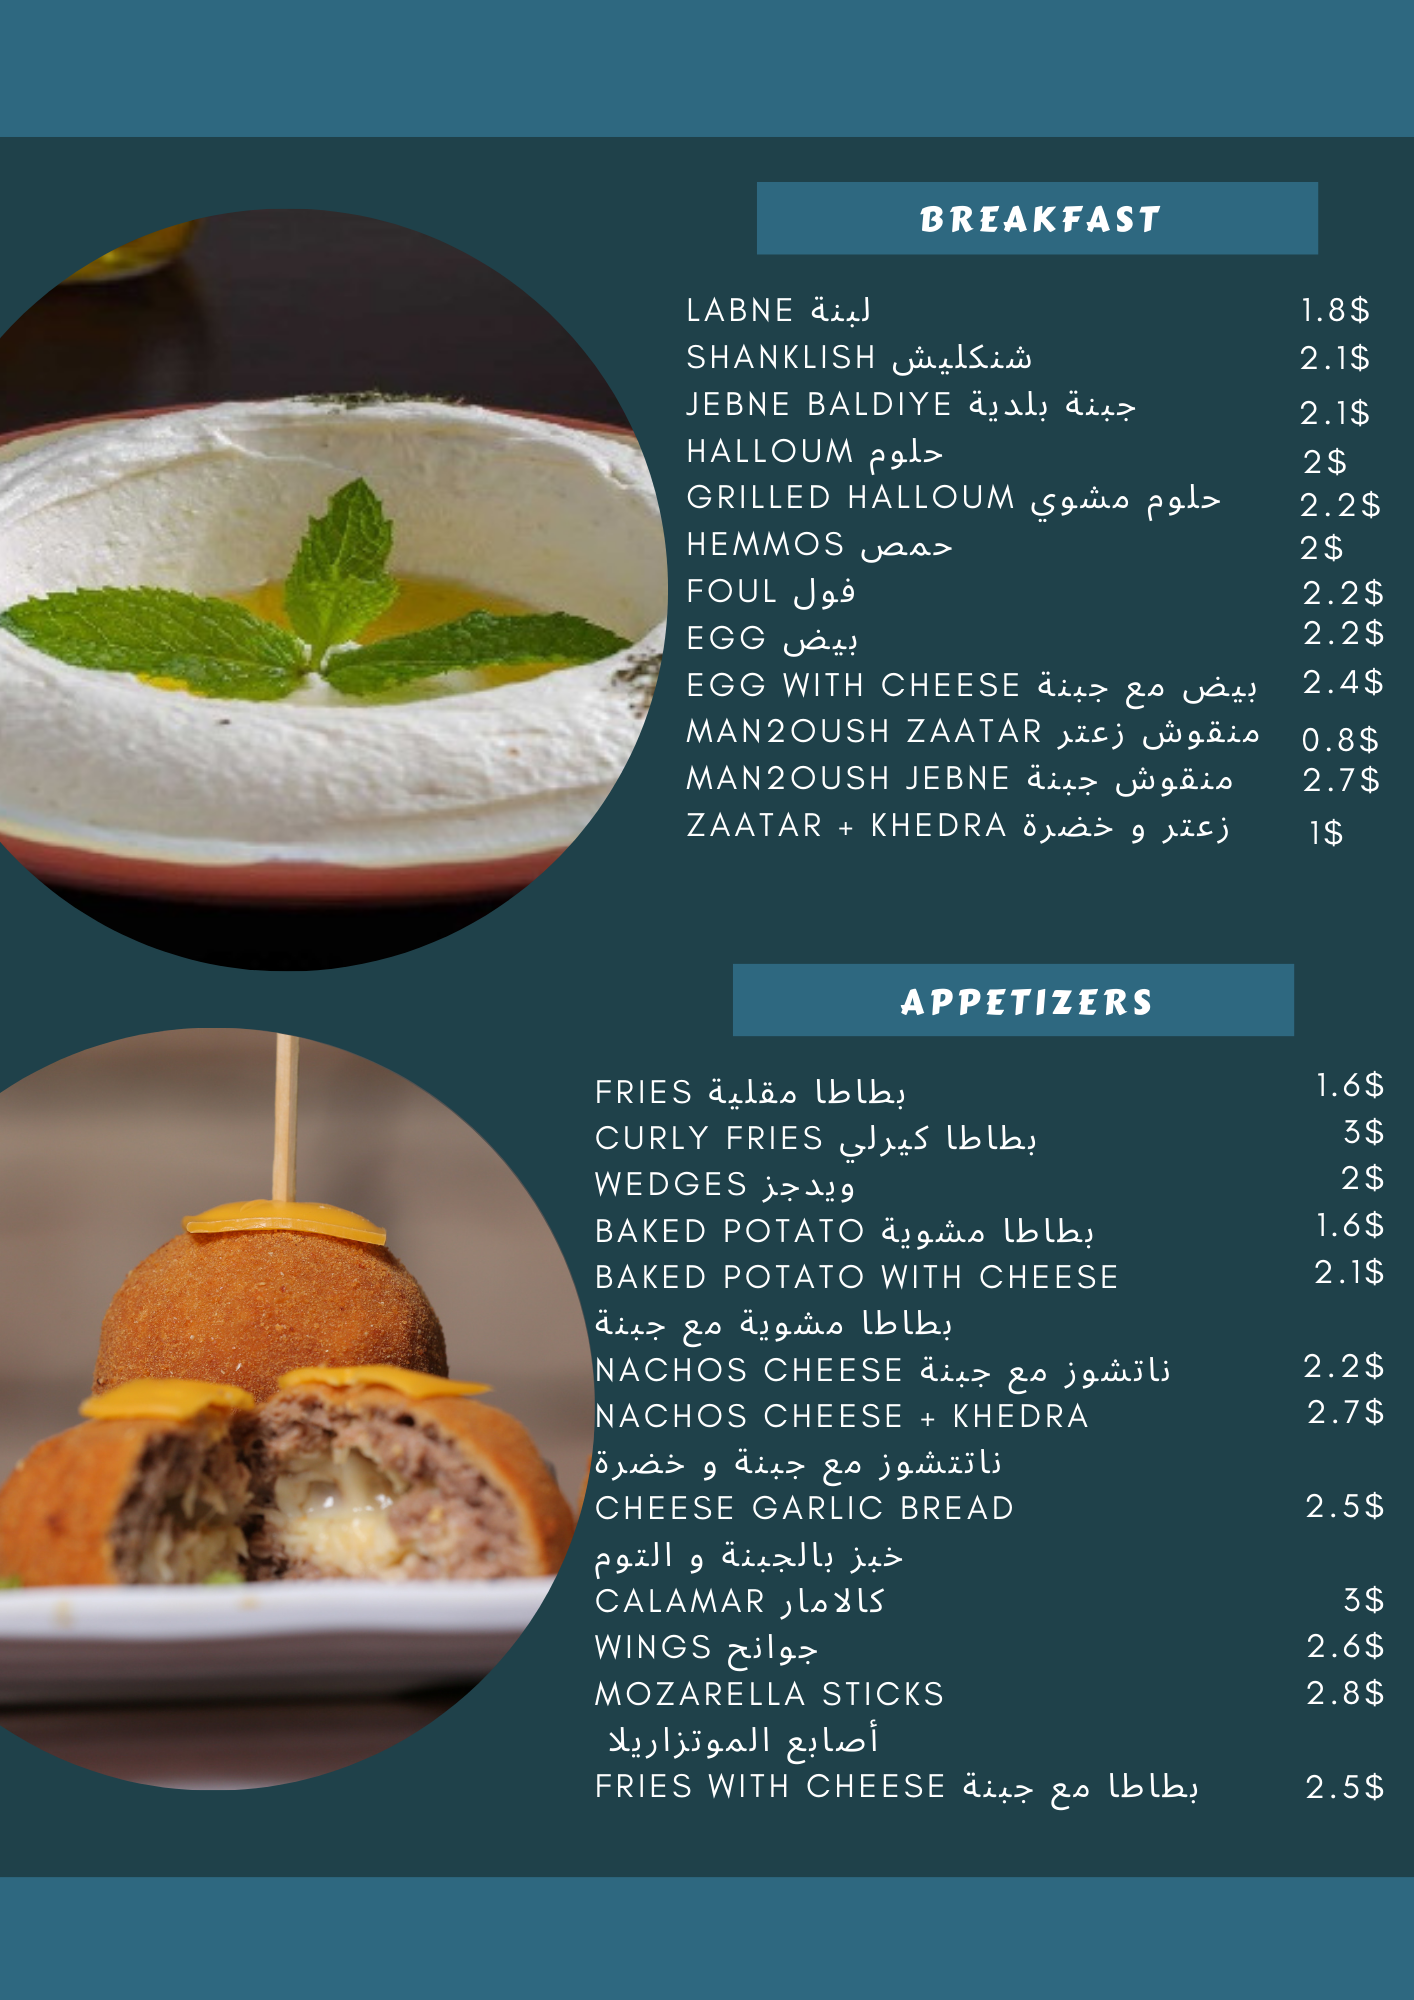 BREAKFAST
LABNE لبنة 1.8$
SHANKLISH شنكليش 2.1$
JEBNE BALDIYE جبنة بلدية 2.1$
HALLOUM حلوم 2$
GRILLED HALLOUM حلوم مشوي 2.2$
HEMMOS حمص 2$
FOUL فول 2.2$
EGG بيض 2.2$
EGG WITH CHEESE بيض مع جبنة 2.4$
MAN2OUSH ZAATAR منقوش زعتر 0.8$
MAN2OUSH JEBNE منقوش جبنة 2.7$
ZAATAR + KHEDRA زعتر و خضرة 1$
APPETIZERS
FRIES بطاطا مقلية 1.6$
CURLY FRIES بطاطا كيرلي 3$
WEDGES ويدجز 2$
BAKED POTATO بطاطا مشوية 1.6$
BAKED POTATO WITH CHEESE 2.1$
بطاطا مشوية مع جبنة
NACHOS CHEESE ناتشوز مع جبنة 2.2$
NACHOS CHEESE + KHEDRA 2.7$
ناتتشوز مع جبنة و خضرة
CHEESE GARLIC BREAD 2.5$
خبز بالجبنة و التوم
CALAMAR كالامار 3$
WINGS جوانح 2.6$
MOZARELLA STICKS 2.8$
أصابع الموتزاريلا
FRIES WITH CHEESE بطاطا مع جبنة 2.5$